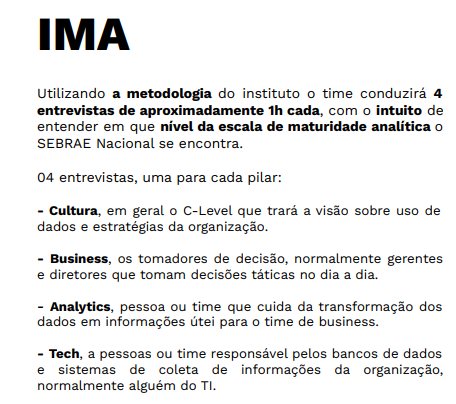 IMA
Utilizando a metodologia do instituto o time conduzirá 4
entrevistas de aproximadamente 1h cada, com o intuito de
entender em que nível da escala de maturidade analítica o
SEBRAE Nacional se encontra.
04 entrevistas, uma para cada pilar:
- Cultura, em geral o C-Level que trará a visão sobre uso de
dados e estratégias da organização.
- Business, os tomadores de decisão, normalmente gerentes
e diretores que tomam decisões táticas no dia a dia.
- Analytics, pessoa ou time que cuida da transformação dos
dados em informações útei para o time de business.
- Tech, a pessoas ou time responsável pelos bancos de dados
e sistemas de coleta de informações da organização,
normalmente alguém do TI.